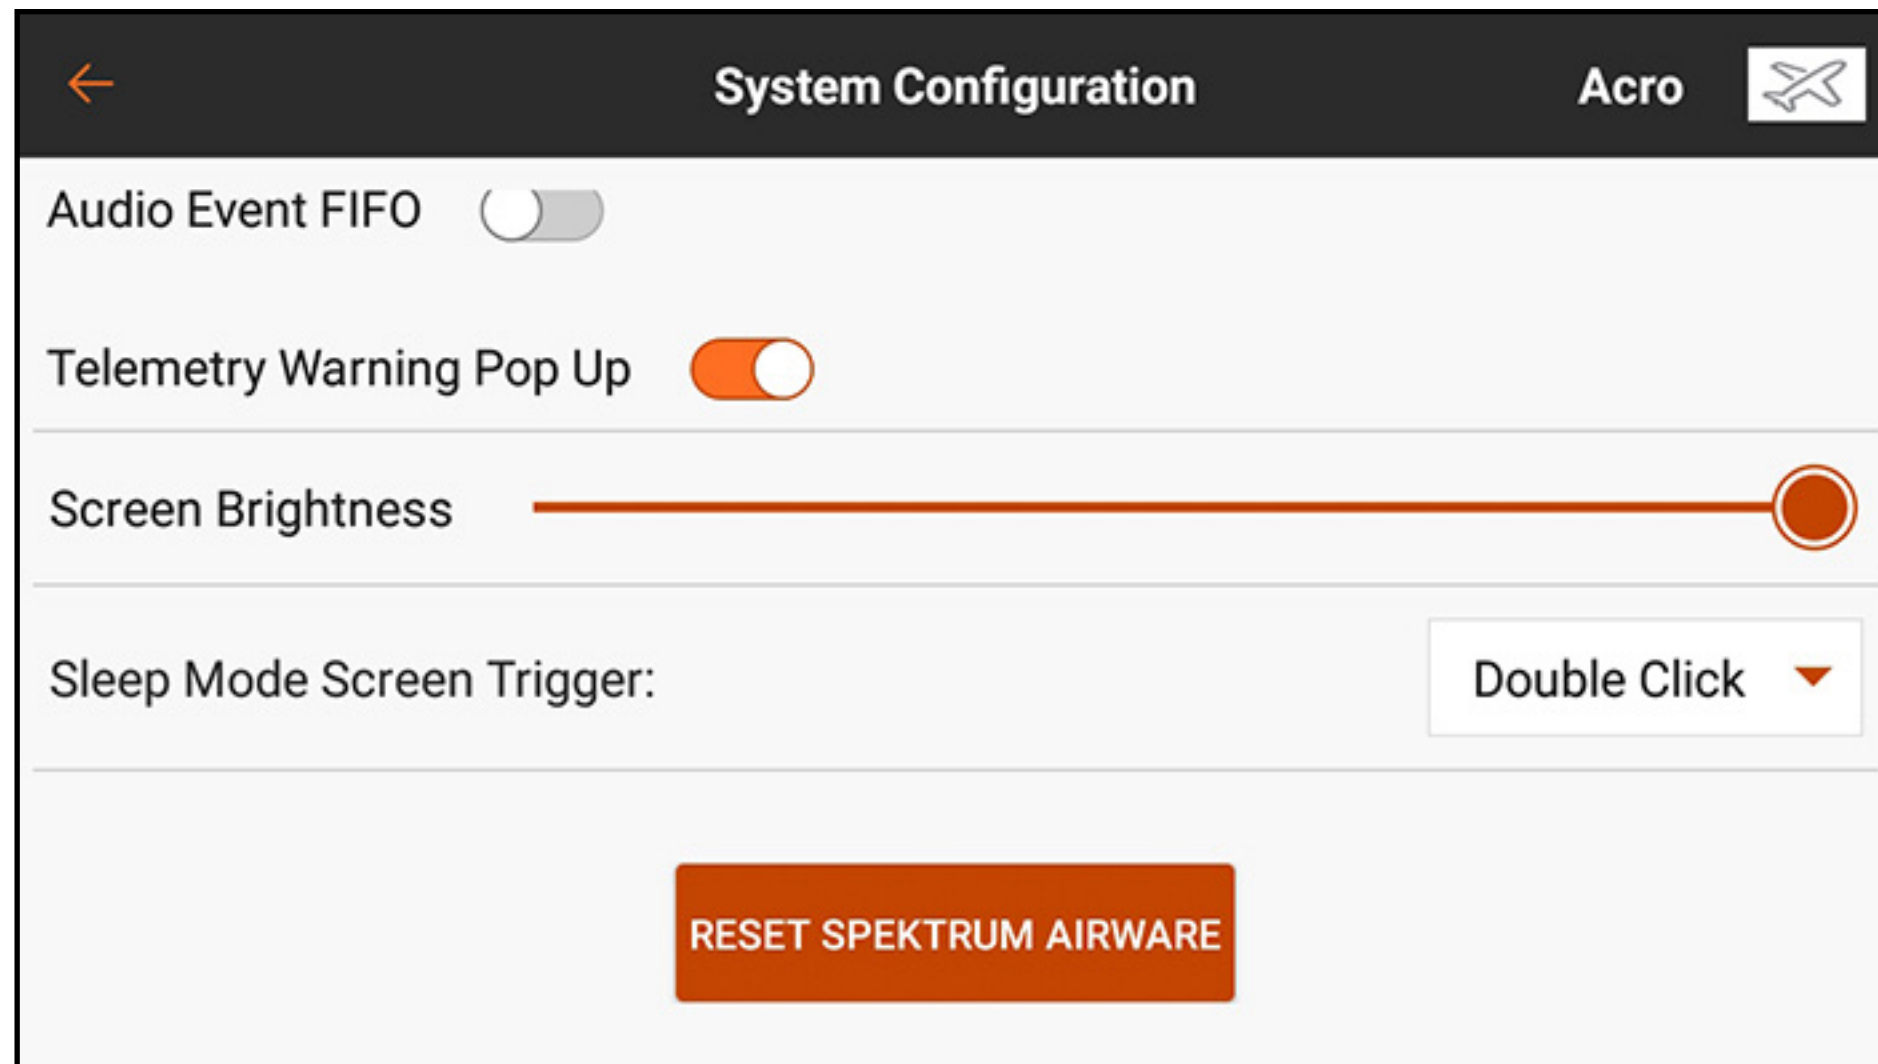 System Configuration Acro
Audio Event FIFO
Telemetry Warning Pop Up
Screen Brightness
Sleep Mode Screen Trigger: Double Click
RESET SPEKTRUM AIRWARE